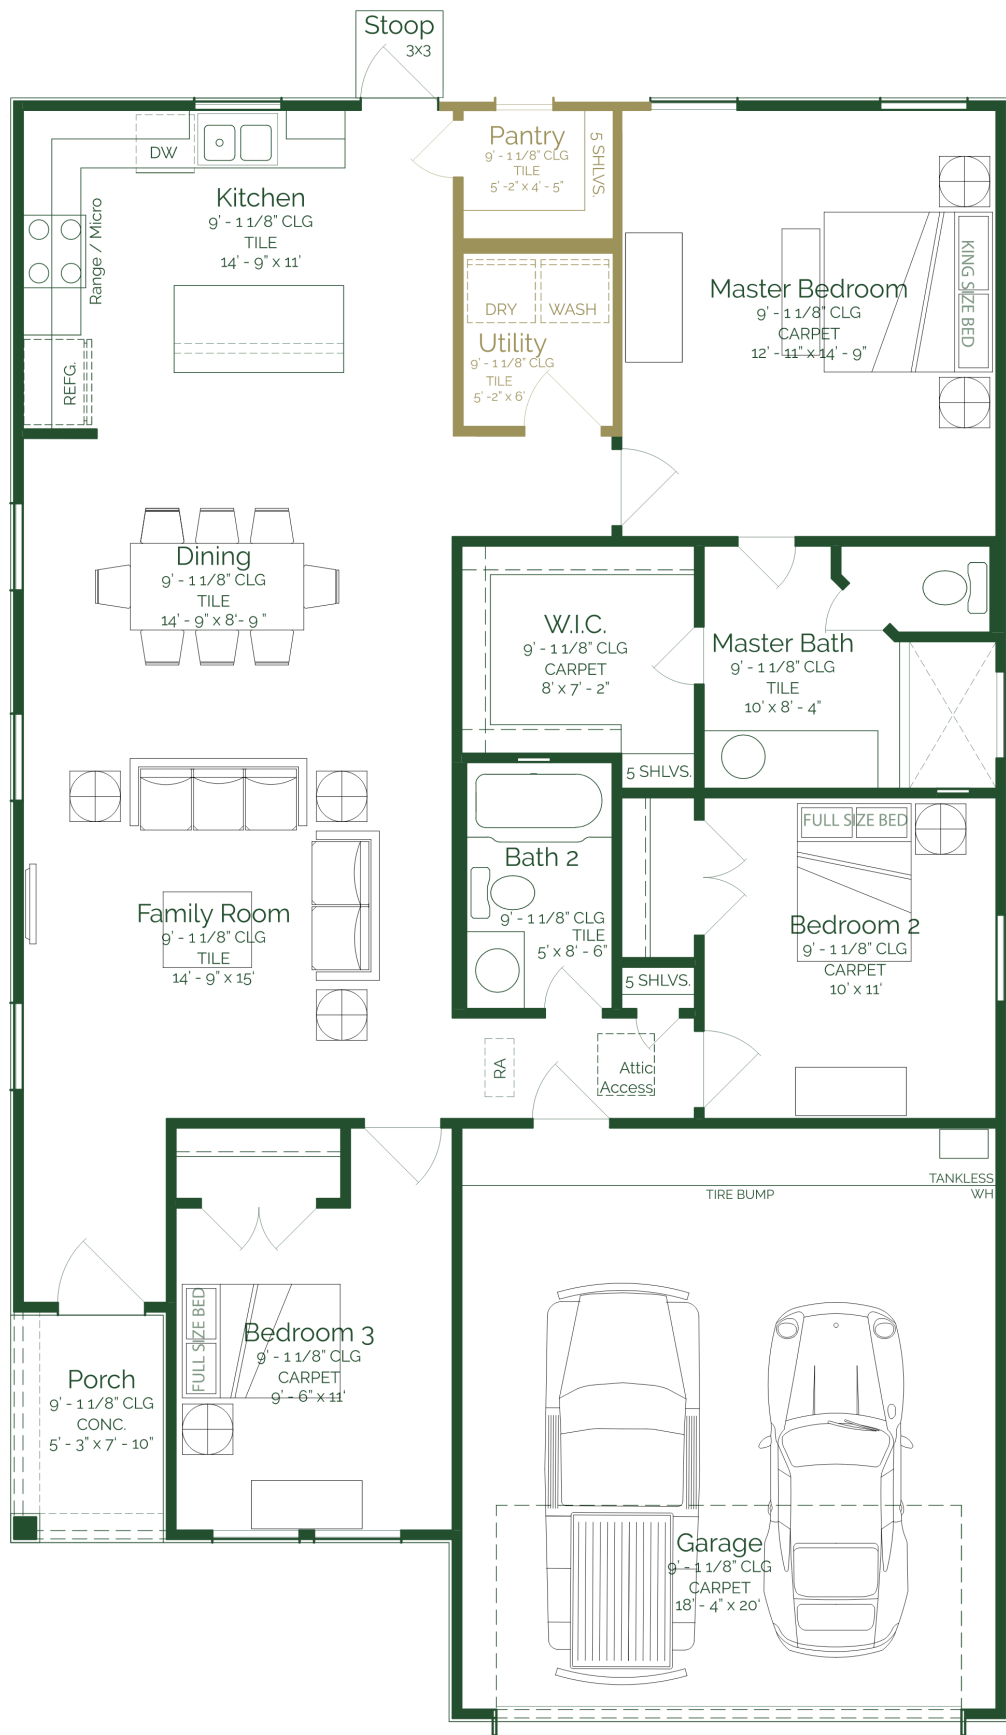 Stoop
3x3
Pantry
9' - 1 1/8" CLG
TILE
5' -2" x 4' - 5"
5 SHLVS.
DW
Kitchen
9' - 1 1/8" CLG
TILE
14' - 9" x 11'
Range / Micro
REFG.
DRY
WASH
Utility
9' - 1 1/8" CLG
TILE
5' -2" x 6'
Master Bedroom
9' - 1 1/8" CLG
CARPET
12' - 11" x 14' - 9"
KING SIZE BED
Dining
9' - 1 1/8" CLG
TILE
14' - 9" x 8'- 9 "
W.I.C.
9' - 1 1/8" CLG
CARPET
8' x 7' - 2"
5 SHLVS.
Master Bath
9' - 1 1/8" CLG
TILE
10' x 8' - 4"
Bath 2
9' - 1 1/8" CLG
TILE
5' x 8' - 6"
FULL SIZE BED
Bedroom 2
9' - 1 1/8" CLG
CARPET
10' x 11'
Family Room
9' - 1 1/8" CLG
TILE
14' - 9" x 15'
5 SHLVS.
RA
Attic
Access
TANKLESS
WH
TIRE BUMP
FULL SIZE BED
Bedroom 3
9' - 1 1/8" CLG
CARPET
9' - 6" x 11'
Porch
9' - 1 1/8" CLG
CONC.
5' - 3" x 7' - 10"
Garage
9' - 1 1/8" CLG
CARPET
18' - 4" x 20'